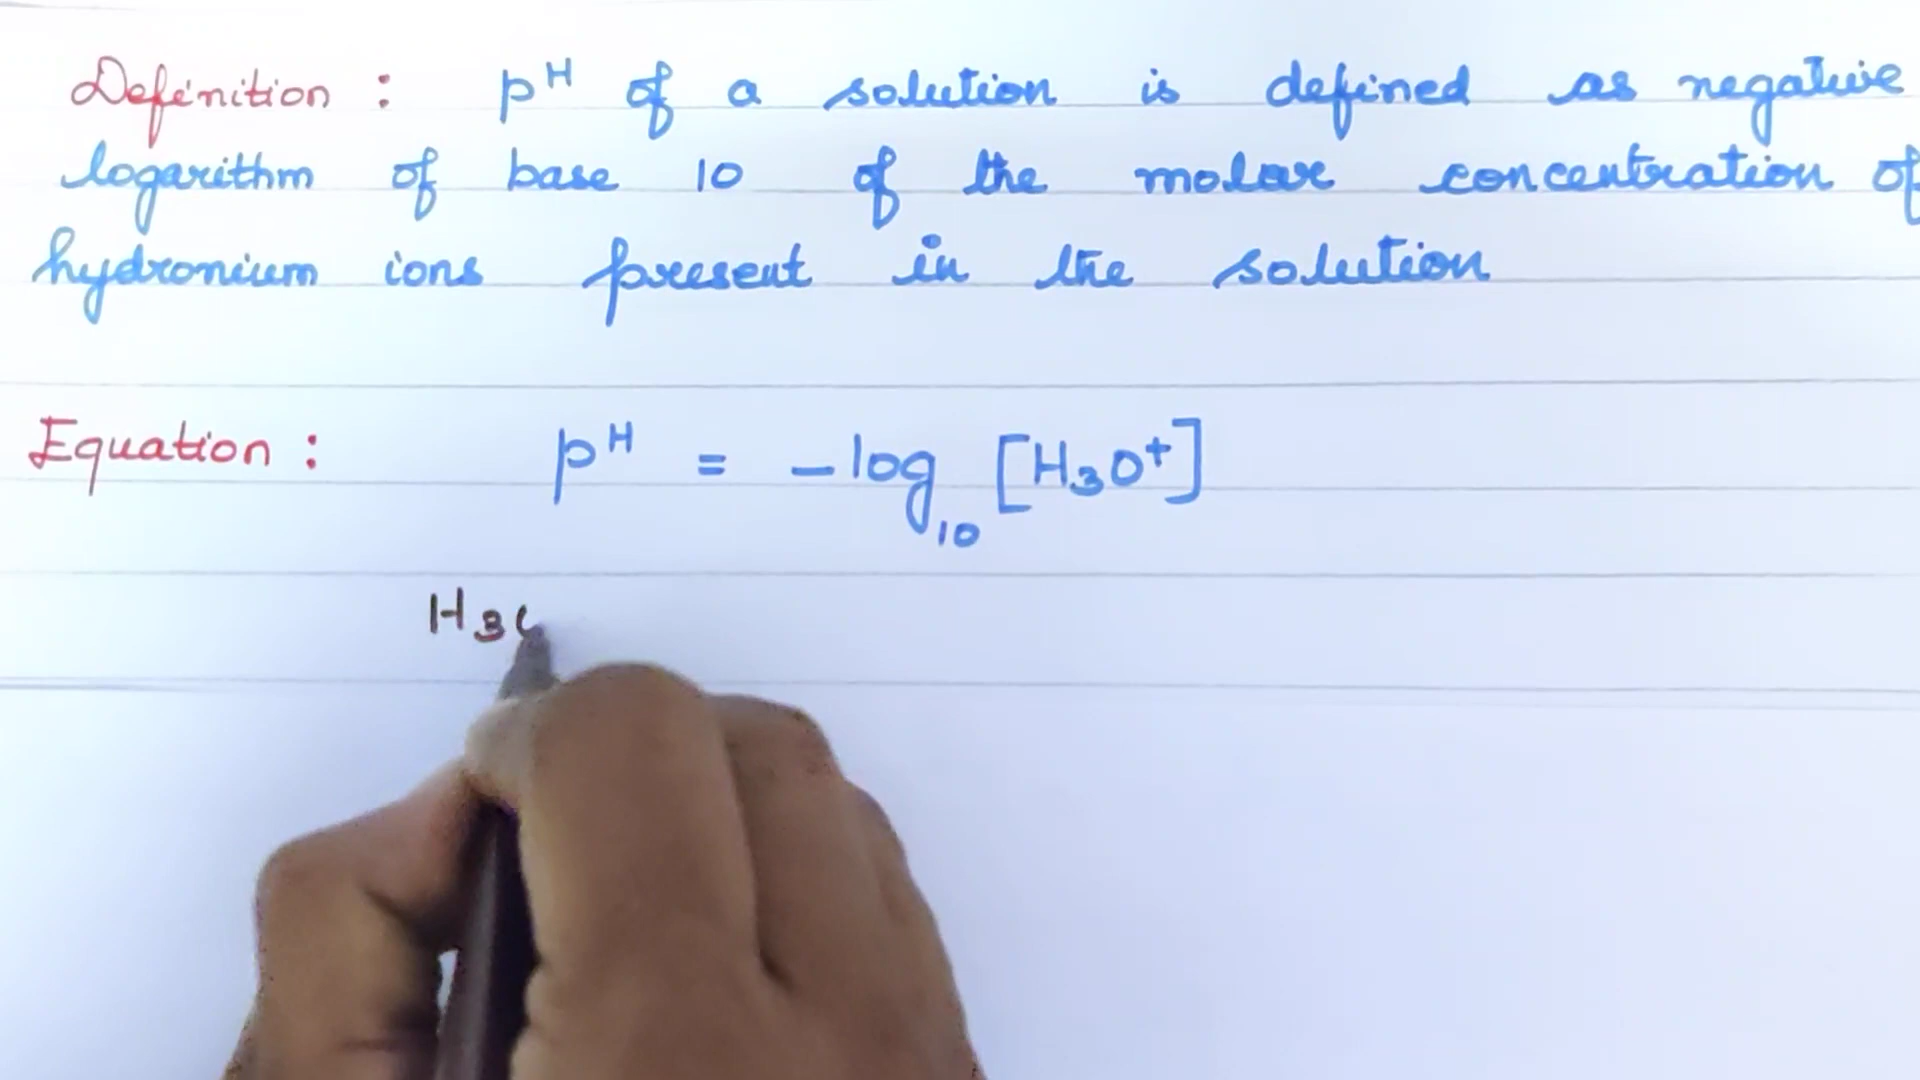 Definition : pᴴ of a solution is defined as negative
logarithm of base 10 of the molar concentration of
hydronium ions present in the solution
Equation : pᴴ = -log₁₀ [H₃O⁺]
H₃